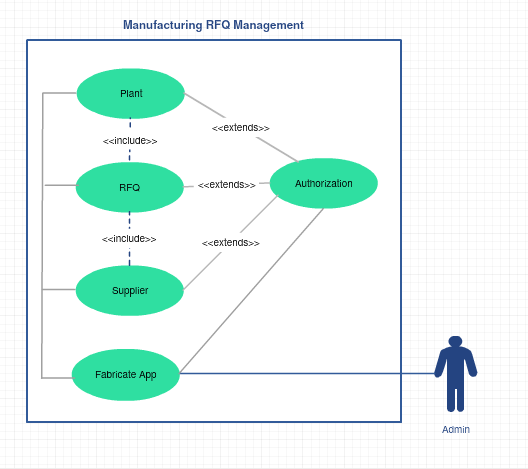 Manufacturing RFQ Management
Plant
<<extends>>
<<include>>
RFQ
<<extends>>
Authorization
<<include>>
<<extends>>
Supplier
Fabricate App
Admin